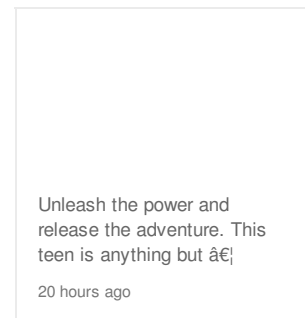 Unleash the power and
release the adventure. This
teen is anything but â€¦
20 hours ago